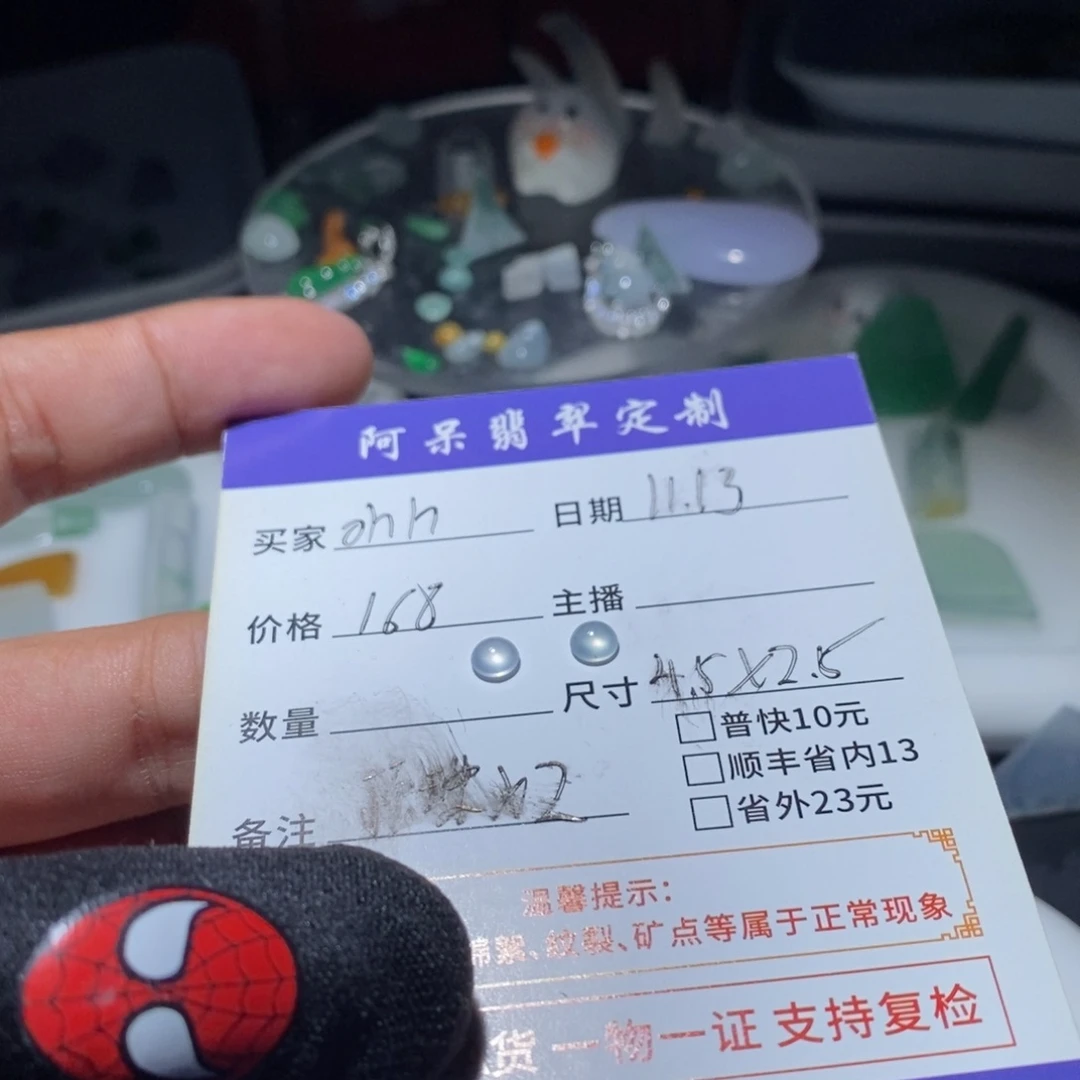 阿呆翡翠定制
买家 ohh 日期 11.13
价格 168 主播
数量 尺寸 4.5X2.5
普快10元
顺丰省内13
省外23元
备注
温馨提示：
棉絮、纹裂、矿点等属于正常现象
货 一物一证 支持复检